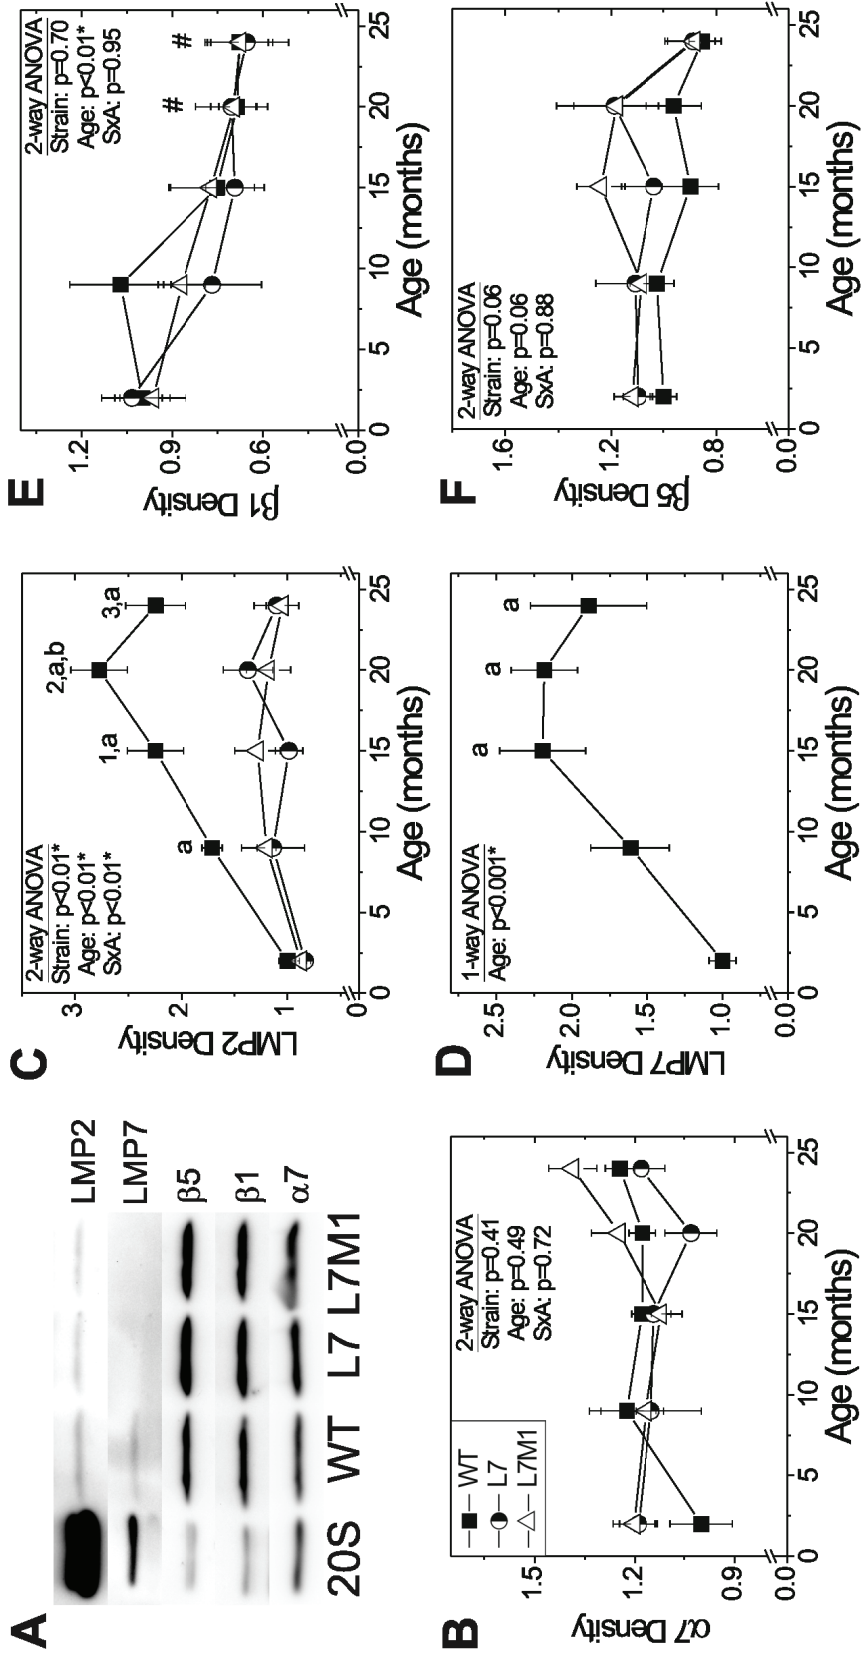 A
LMP2
LMP7
β5
β1
α7
20S WT L7 L7M1
B
WT
L7
L7M1
2-way ANOVA
Strain: p=0.41
Age: p=0.49
SxA: p=0.72
1.5
1.2
0.9
0.0
α7 Density
0 5 10 15 20 25
Age (months)
C
2-way ANOVA
Strain: p<0.01*
Age: p<0.01*
SxA: p<0.01*
a
1,a
2,a,b
3,a
3
2
1
0
LMP2 Density
0 5 10 15 20 25
Age (months)
D
1-way ANOVA
Age: p<0.001*
a
a
a
2.5
2.0
1.5
1.0
0.0
LMP7 Density
0 5 10 15 20 25
Age (months)
E
2-way ANOVA
Strain: p=0.70
Age: p<0.01*
SxA: p=0.95
# #
1.2
0.9
0.6
0.0
β1 Density
0 5 10 15 20 25
Age (months)
F
2-way ANOVA
Strain: p=0.06
Age: p=0.06
SxA: p=0.88
1.6
1.2
0.8
0.0
β5 Density
0 5 10 15 20 25
Age (months)